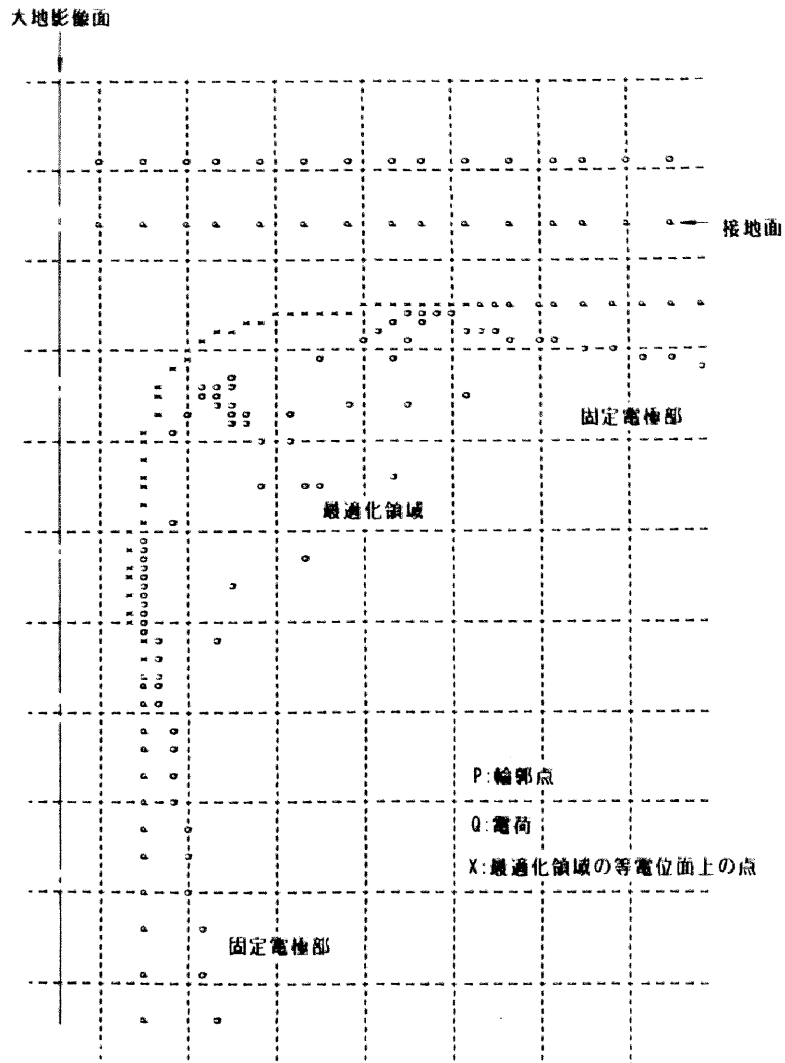 大地影像面
接地面
固定電極部
最適化領域
P:輪郭点
Q:電荷
X:最適化領域の等電位面上の点
固定電極部